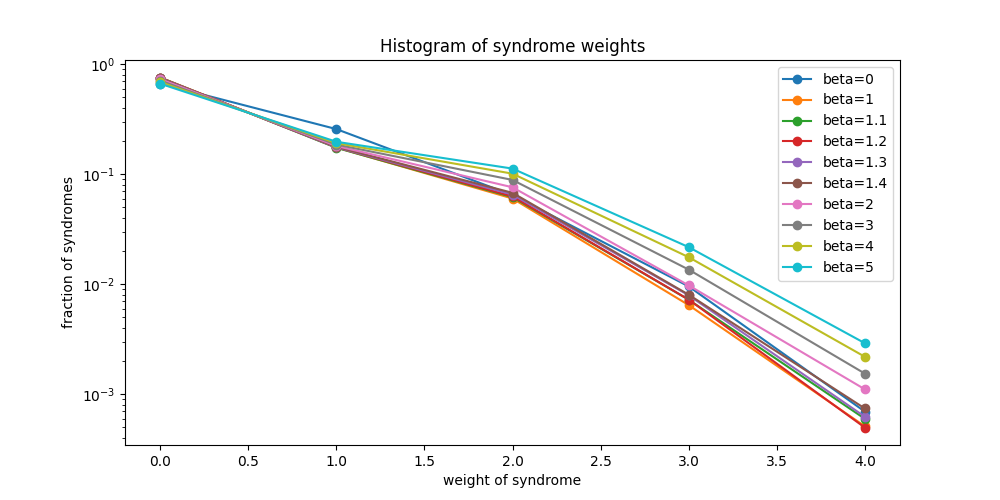 Histogram of syndrome weights
fraction of syndromes
10^0
10^-1
10^-2
10^-3
beta=0
beta=1
beta=1.1
beta=1.2
beta=1.3
beta=1.4
beta=2
beta=3
beta=4
beta=5
0.0 0.5 1.0 1.5 2.0 2.5 3.0 3.5 4.0
weight of syndrome